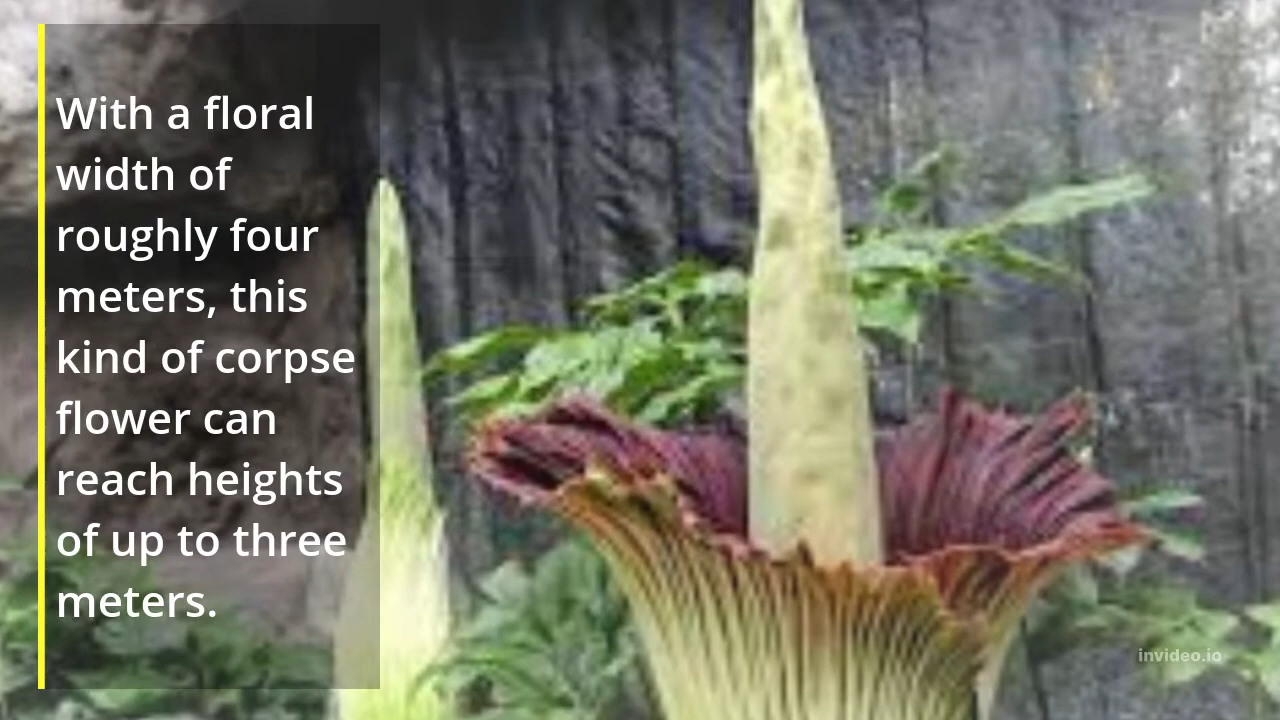 With a floral
width of
roughly four
meters, this
kind of corpse
flower can
reach heights
of up to three
meters.
invideo.io